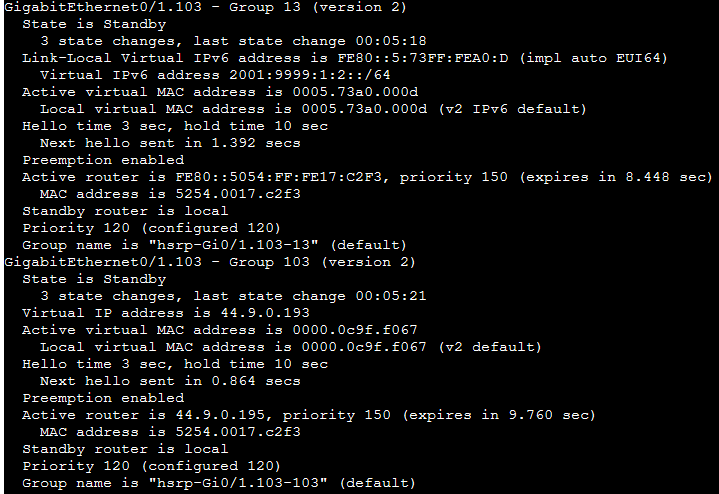 GigabitEthernet0/1.103 - Group 13 (version 2)
  State is Standby
    3 state changes, last state change 00:05:18
  Link-Local Virtual IPv6 address is FE80::5:73FF:FEA0:D (impl auto EUI64)
    Virtual IPv6 address 2001:9999:1:2::/64
  Active virtual MAC address is 0005.73a0.000d
    Local virtual MAC address is 0005.73a0.000d (v2 IPv6 default)
  Hello time 3 sec, hold time 10 sec
    Next hello sent in 1.392 secs
  Preemption enabled
  Active router is FE80::5054:FF:FE17:C2F3, priority 150 (expires in 8.448 sec)
    MAC address is 5254.0017.c2f3
  Standby router is local
  Priority 120 (configured 120)
  Group name is "hsrp-Gi0/1.103-13" (default)
GigabitEthernet0/1.103 - Group 103 (version 2)
  State is Standby
    3 state changes, last state change 00:05:21
  Virtual IP address is 44.9.0.193
  Active virtual MAC address is 0000.0c9f.f067
    Local virtual MAC address is 0000.0c9f.f067 (v2 default)
  Hello time 3 sec, hold time 10 sec
    Next hello sent in 0.864 secs
  Preemption enabled
  Active router is 44.9.0.195, priority 150 (expires in 9.760 sec)
    MAC address is 5254.0017.c2f3
  Standby router is local
  Priority 120 (configured 120)
  Group name is "hsrp-Gi0/1.103-103" (default)